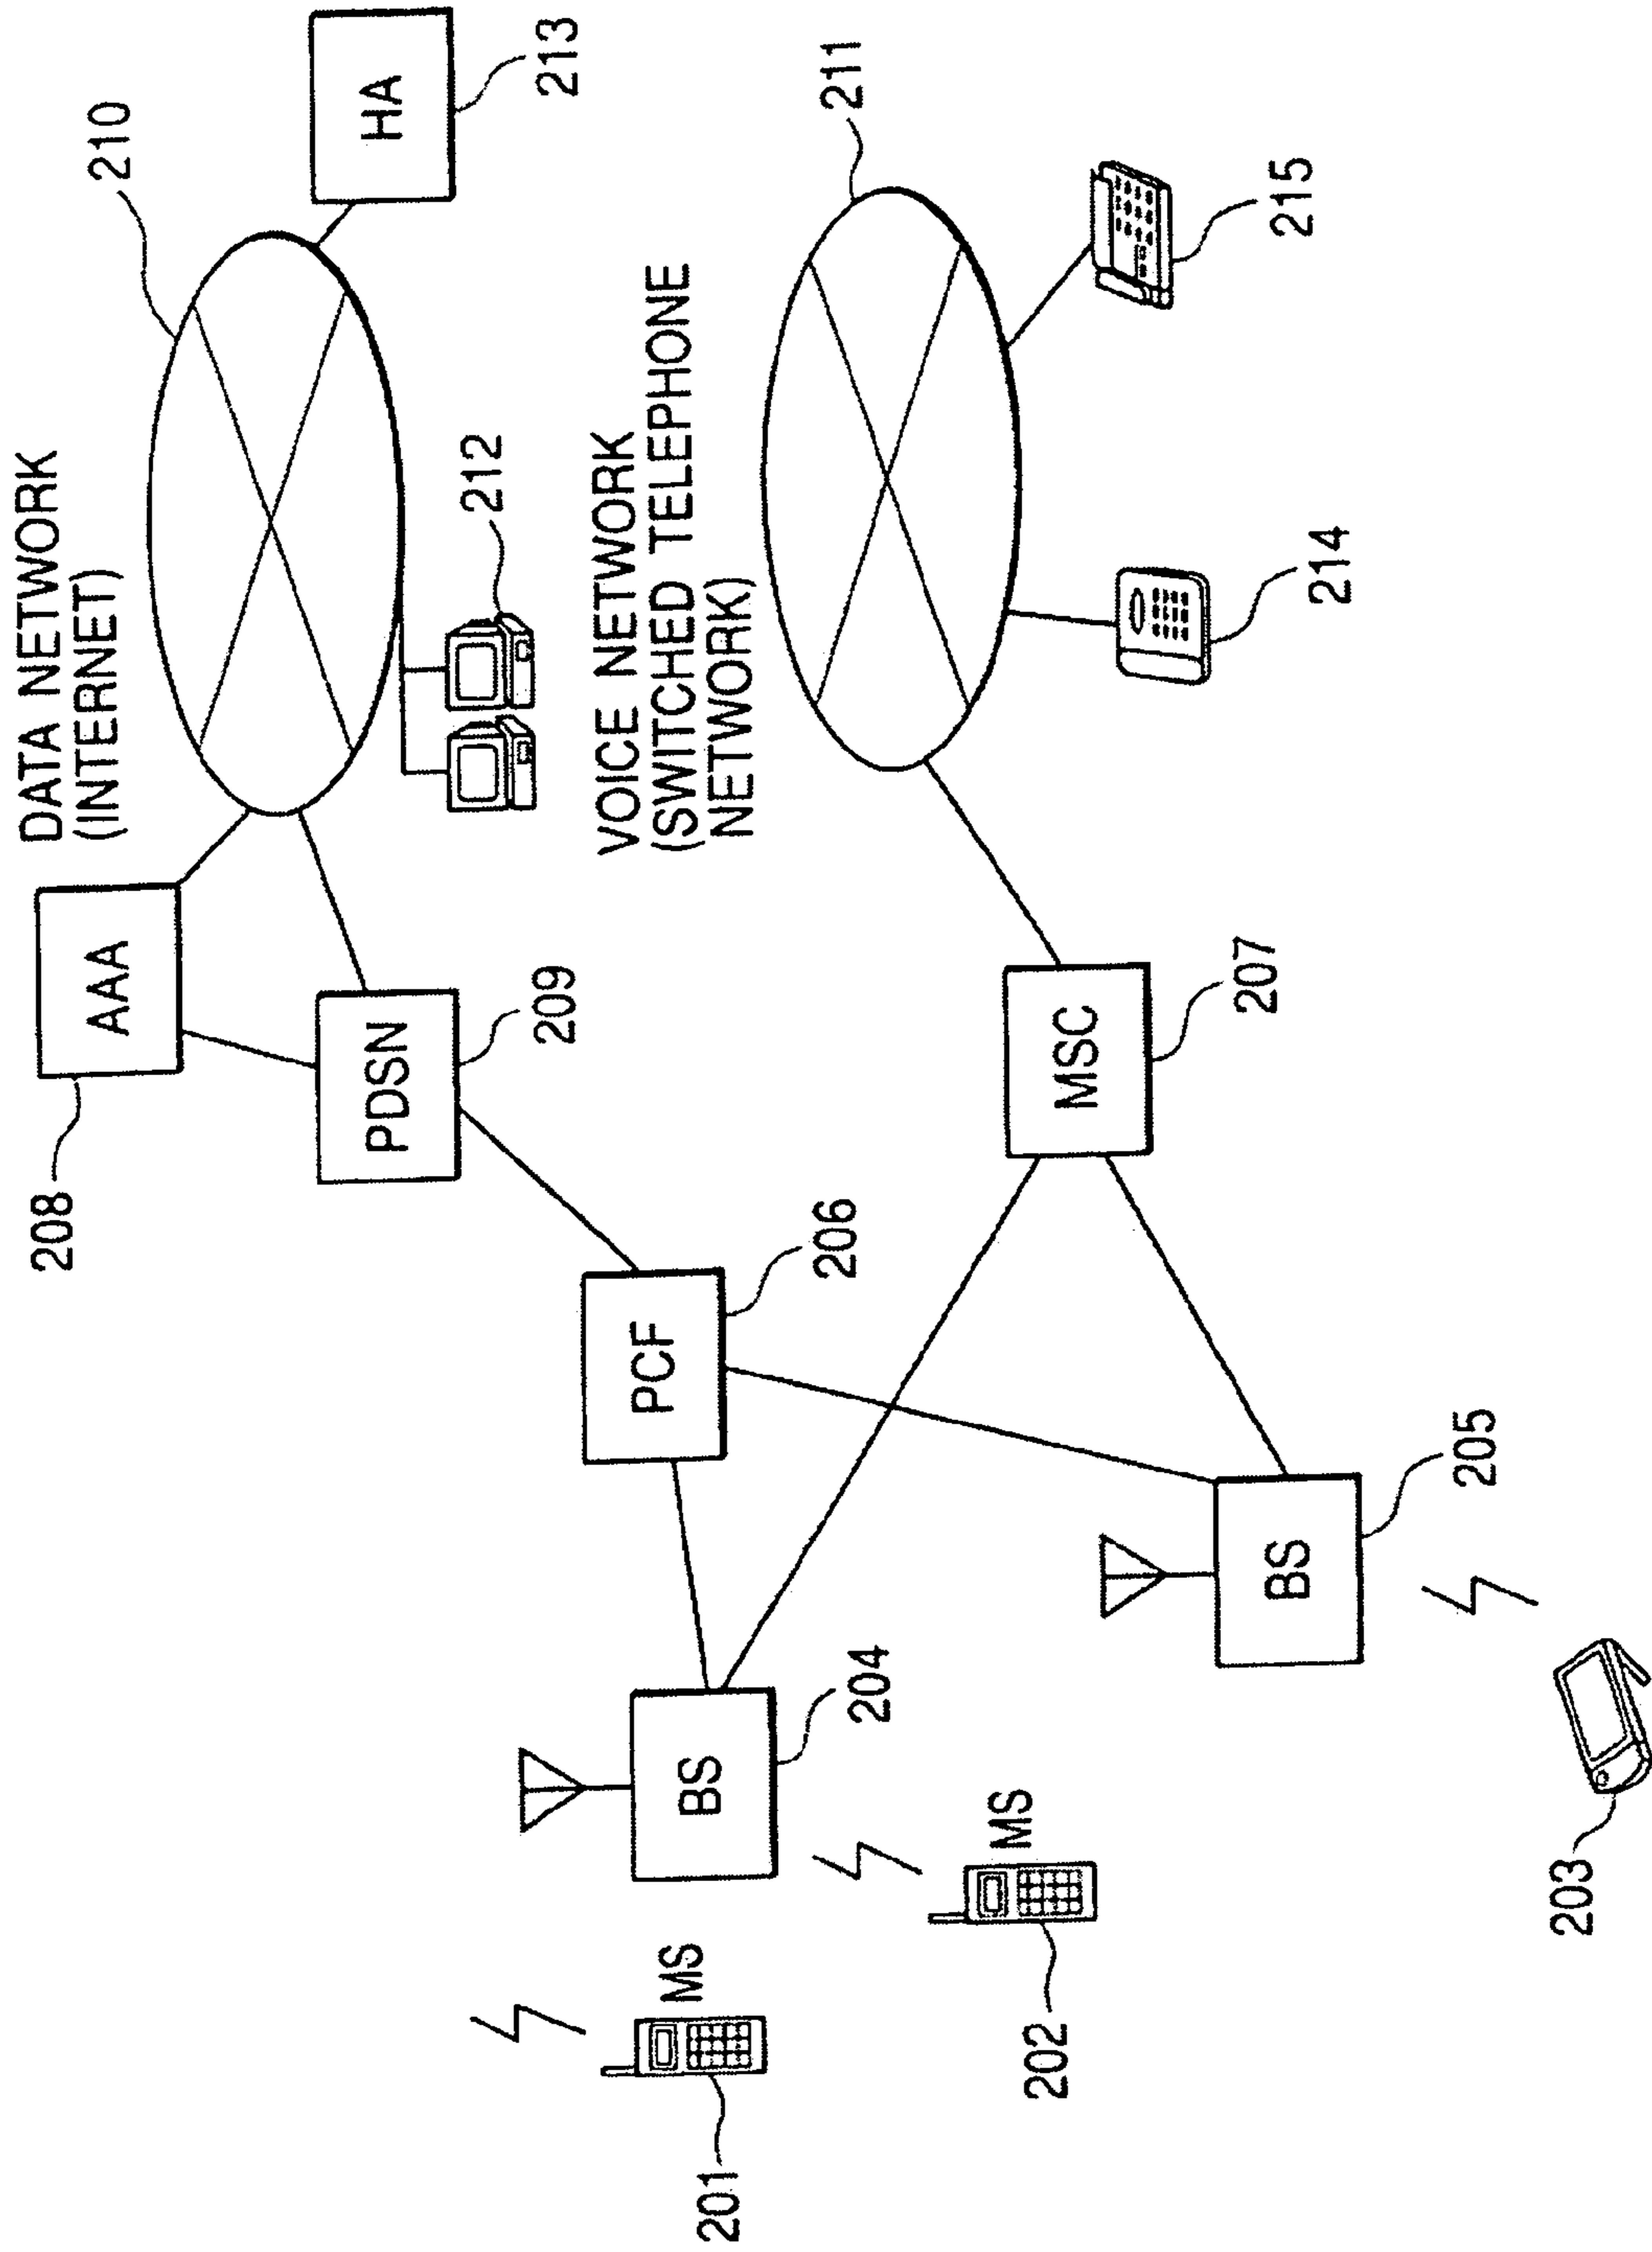 DATA NETWORK
(INTERNET)
210
HA
213
AAA
208
PDSN
209
212
VOICE NETWORK
(SWITCHED TELEPHONE
NETWORK)
211
PCF
206
MSC
207
214
215
BS
204
BS
205
MS
201
MS
202
203